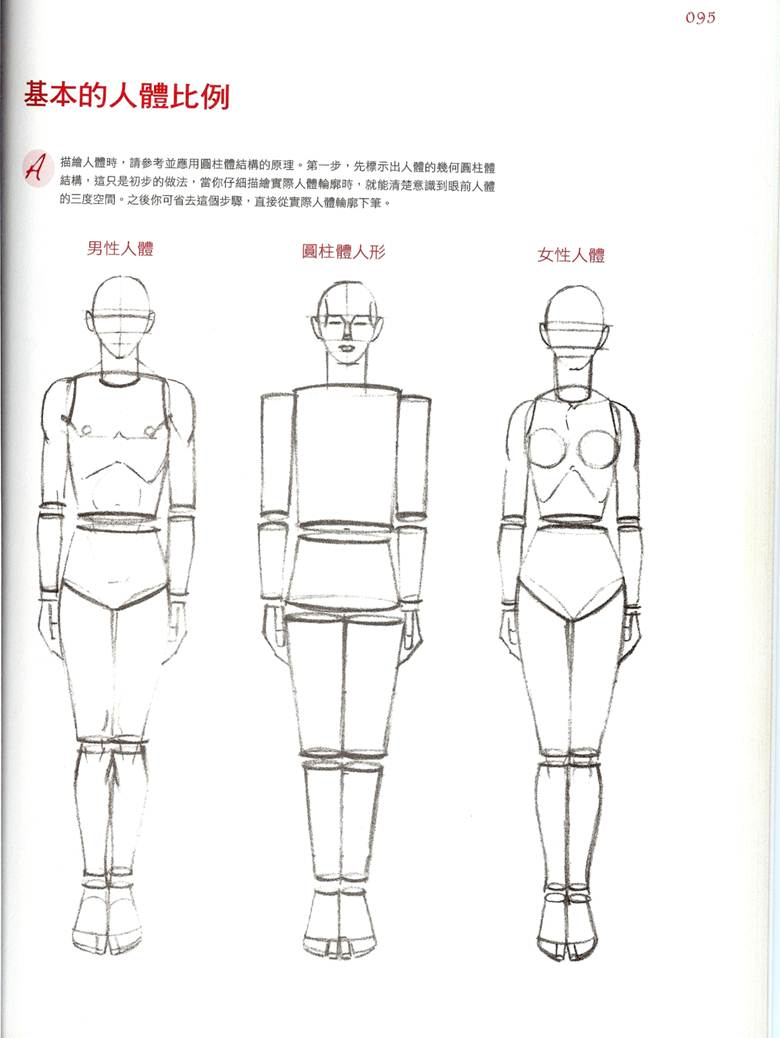 095
基本的人體比例
A
描繪人體時，請參考並應用圓柱體結構的原理。第一步，先標示出人體的幾何圓柱體
結構，這只是初步的做法，當你仔細描繪實際人體輪廓時，就能清楚意識到眼前人體
的三度空間。之後你可省去這個步驟，直接從實際人體輪廓下筆。
男性人體
圓柱體人形
女性人體